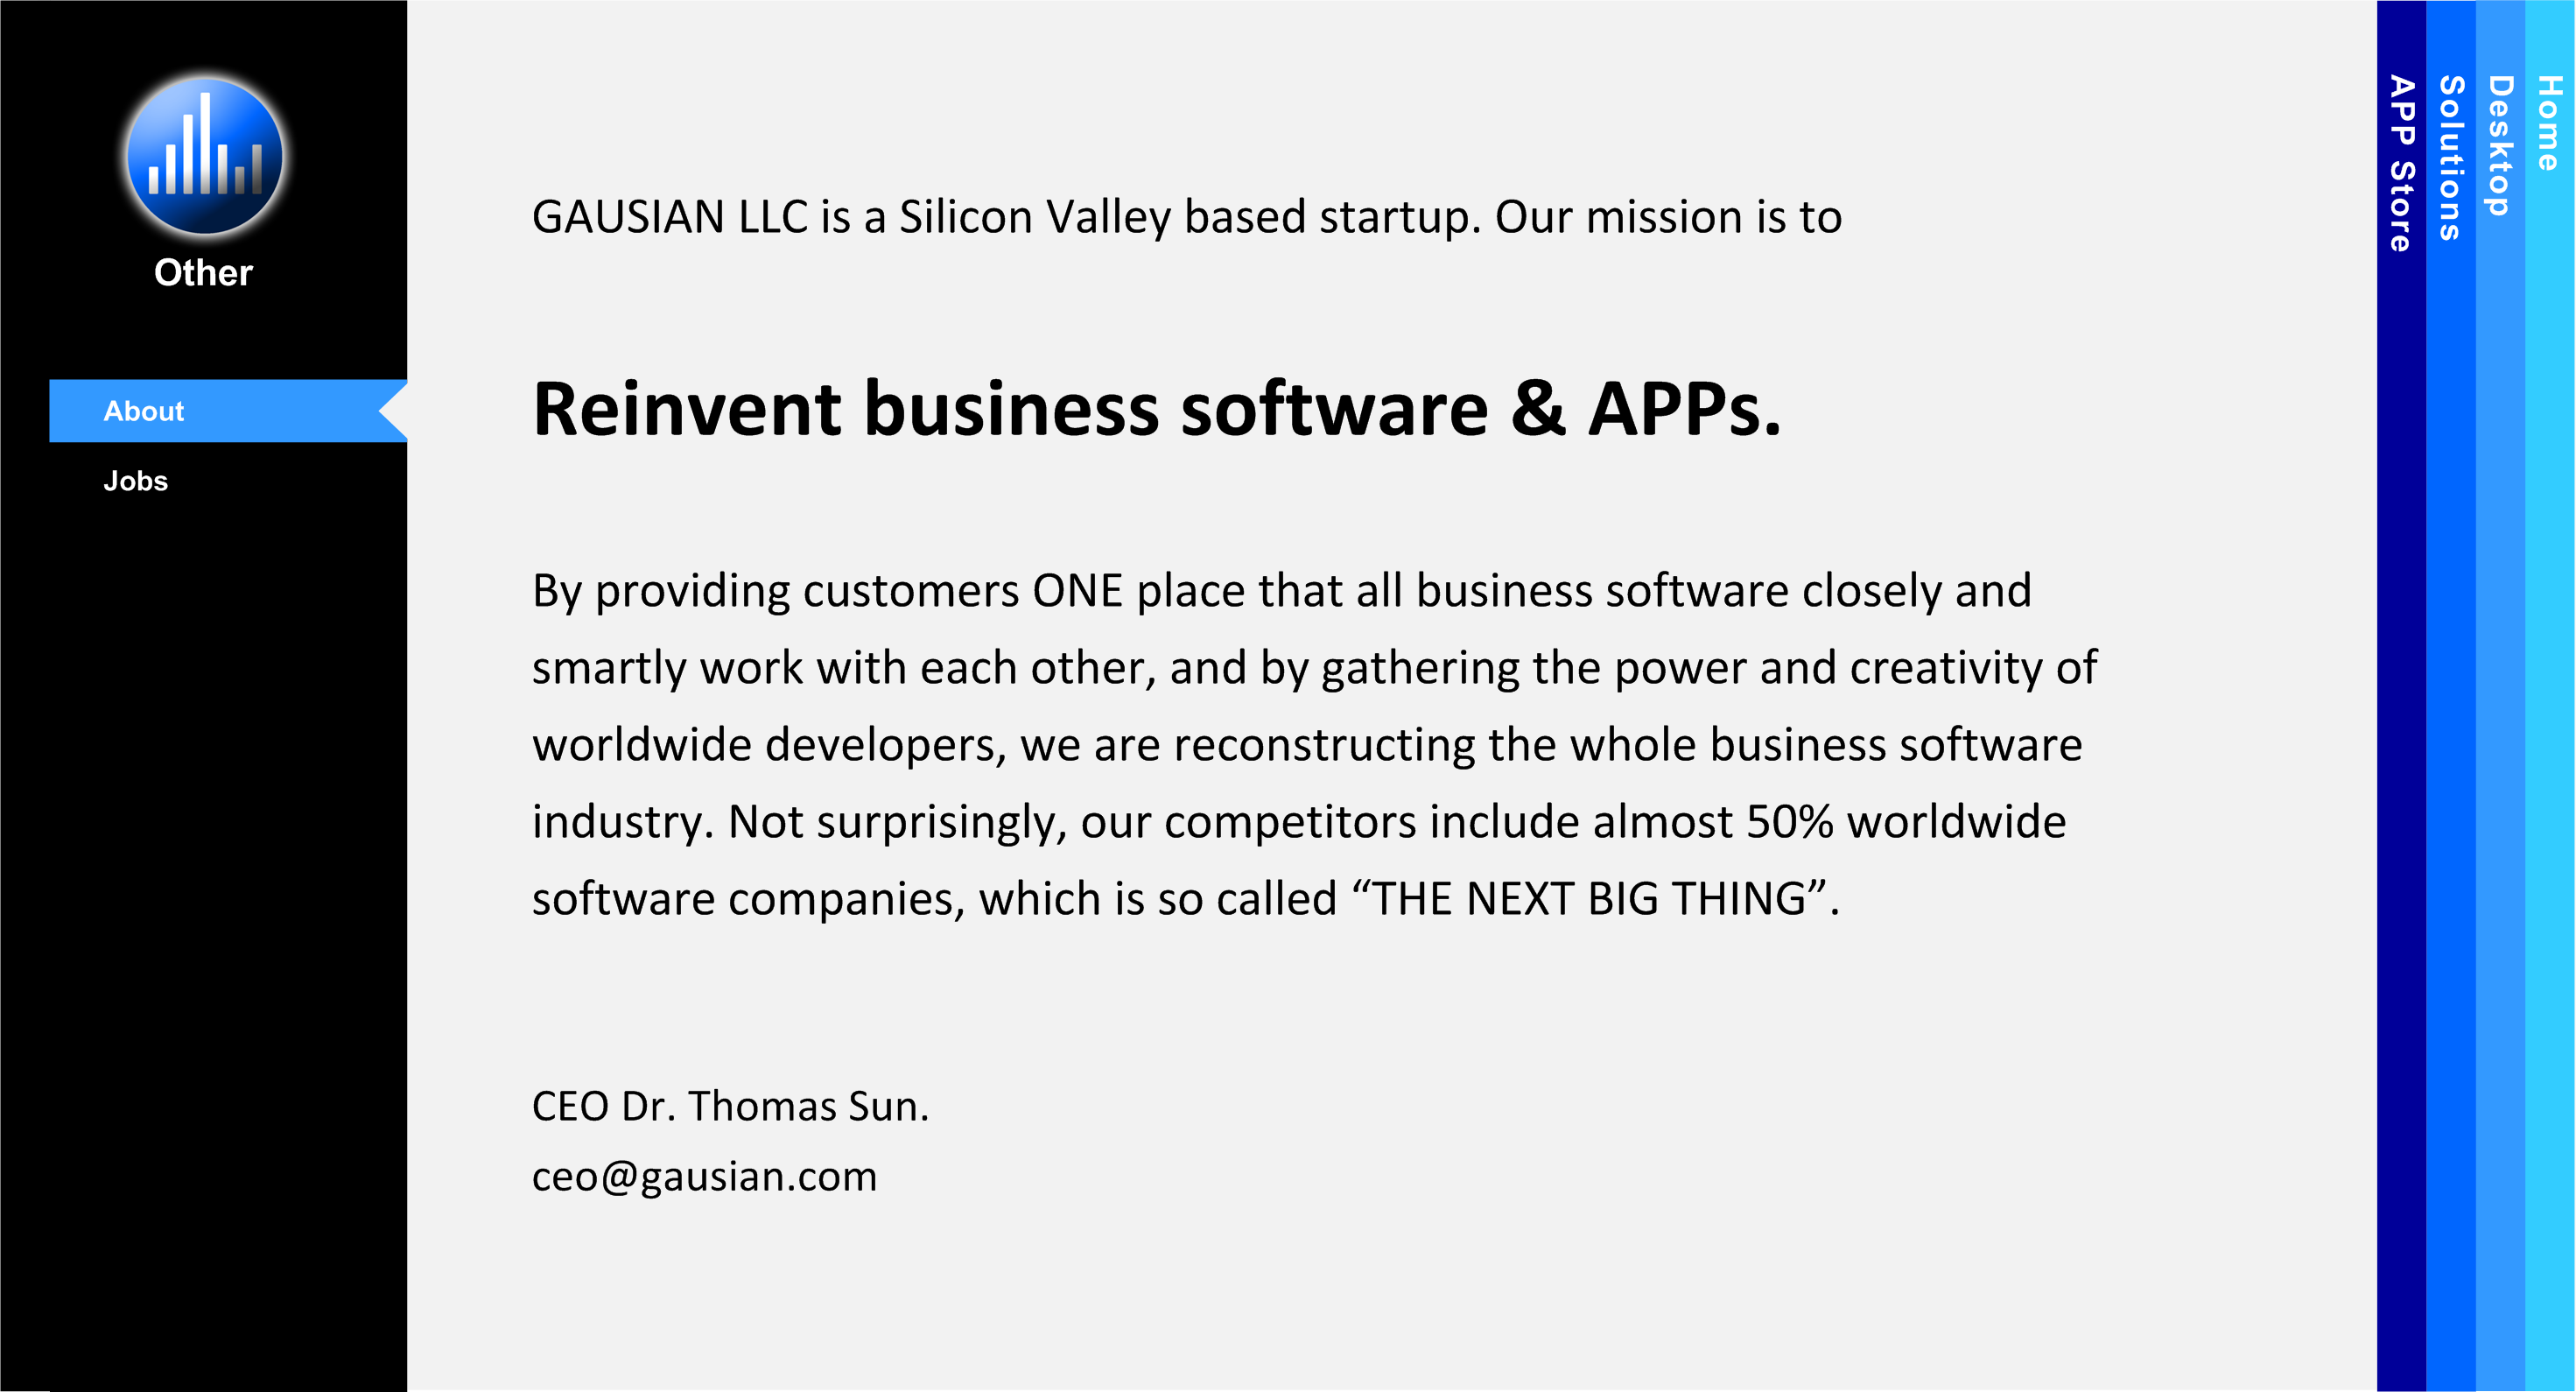 Other
About
Jobs
GAUSIAN LLC is a Silicon Valley based startup. Our mission is to
Reinvent business software & APPs.
By providing customers ONE place that all business software closely and
smartly work with each other, and by gathering the power and creativity of
worldwide developers, we are reconstructing the whole business software
industry. Not surprisingly, our competitors include almost 50% worldwide
software companies, which is so called “THE NEXT BIG THING”.
CEO Dr. Thomas Sun.
ceo@gausian.com
APP Store
Solutions
Desktop
Home